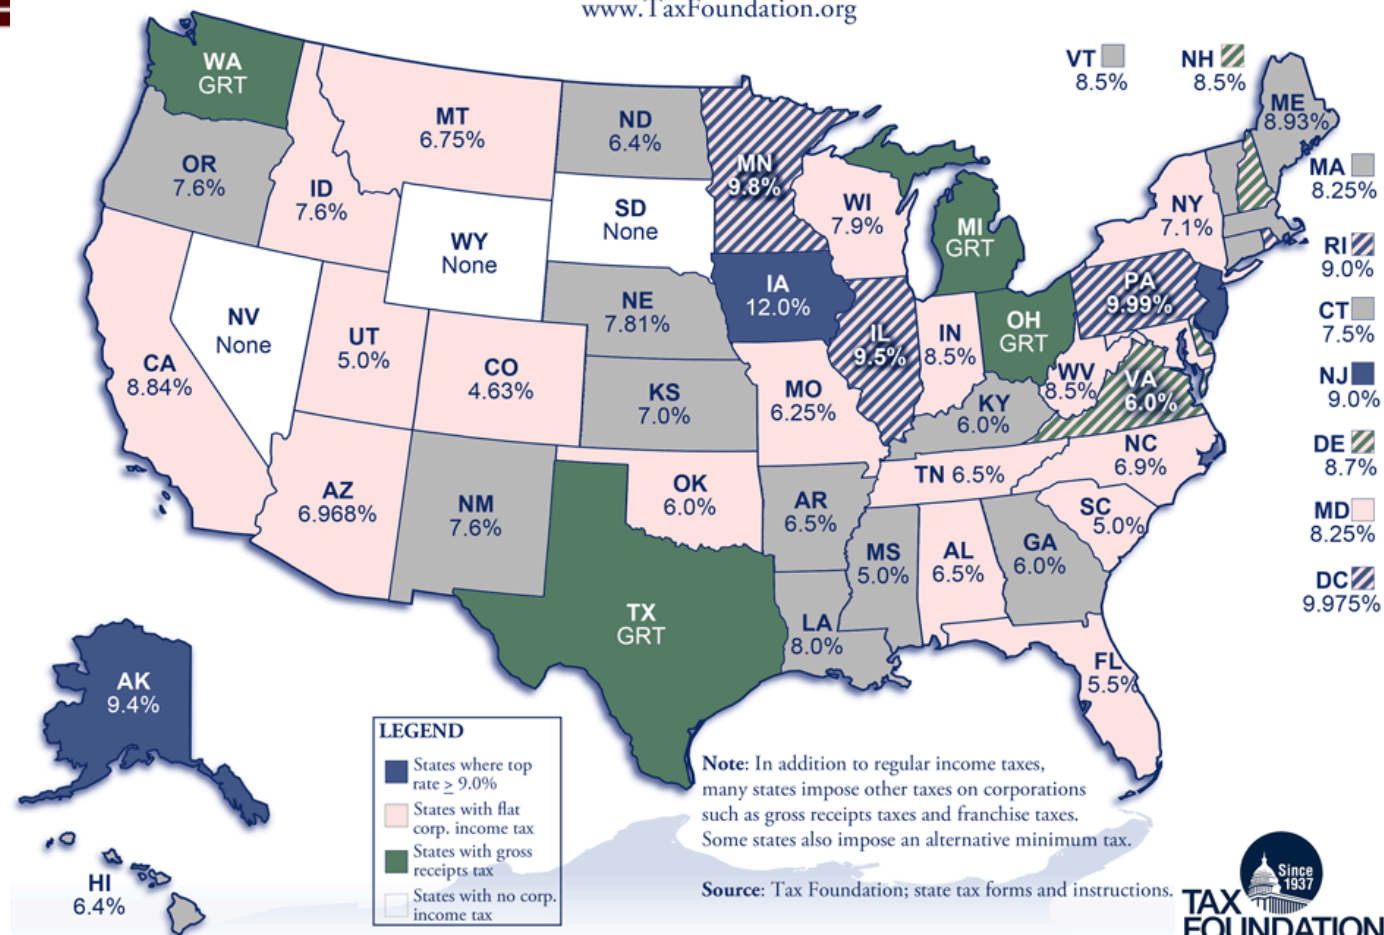 www.TaxFoundation.org
WA
GRT
OR
7.6%
ID
7.6%
MT
6.75%
ND
6.4%
MN
9.8%
WI
7.9%
MI
GRT
NY
7.1%
VT
8.5%
NH
8.5%
ME
8.93%
MA
8.25%
RI
9.0%
CT
7.5%
NJ
9.0%
DE
8.7%
MD
8.25%
DC
9.975%
SD
None
WY
None
NV
None
CA
8.84%
UT
5.0%
CO
4.63%
NE
7.81%
IA
12.0%
IL
9.5%
IN
8.5%
OH
GRT
PA
9.99%
WV
8.5%
VA
6.0%
KS
7.0%
MO
6.25%
KY
6.0%
NC
6.9%
TN 6.5%
SC
5.0%
AZ
6.968%
NM
7.6%
OK
6.0%
AR
6.5%
MS
5.0%
AL
6.5%
GA
6.0%
TX
GRT
LA
8.0%
FL
5.5%
AK
9.4%
HI
6.4%
LEGEND
States where top
rate ≥ 9.0%
States with flat
corp. income tax
States with gross
receipts tax
States with no corp.
income tax
Note: In addition to regular income taxes,
many states impose other taxes on corporations
such as gross receipts taxes and franchise taxes.
Some states also impose an alternative minimum tax.
Source: Tax Foundation; state tax forms and instructions.
Since
1937
TAX
FOUNDATION